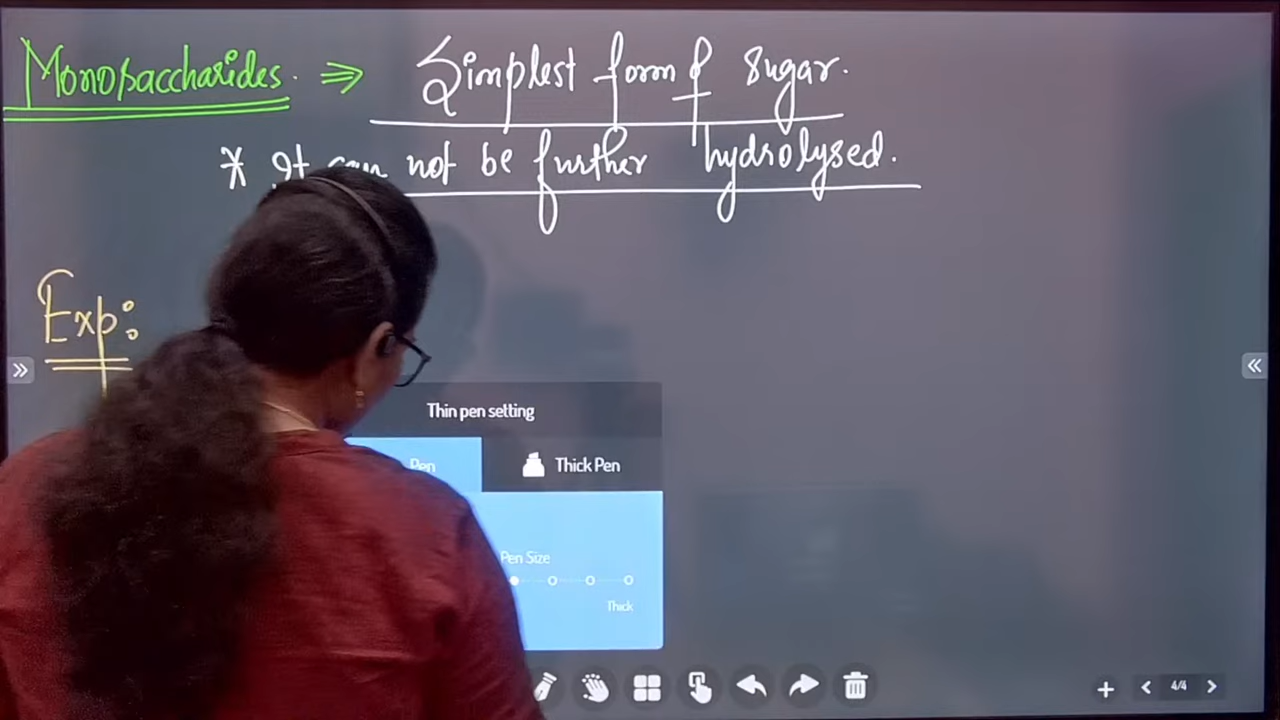 Monosaccharides. ⇒ Simplest form of sugar.
* It can not be further hydrolysed.
Exp:
Thin pen setting
Pen
Thick Pen
Pen Size
Thick
4/4